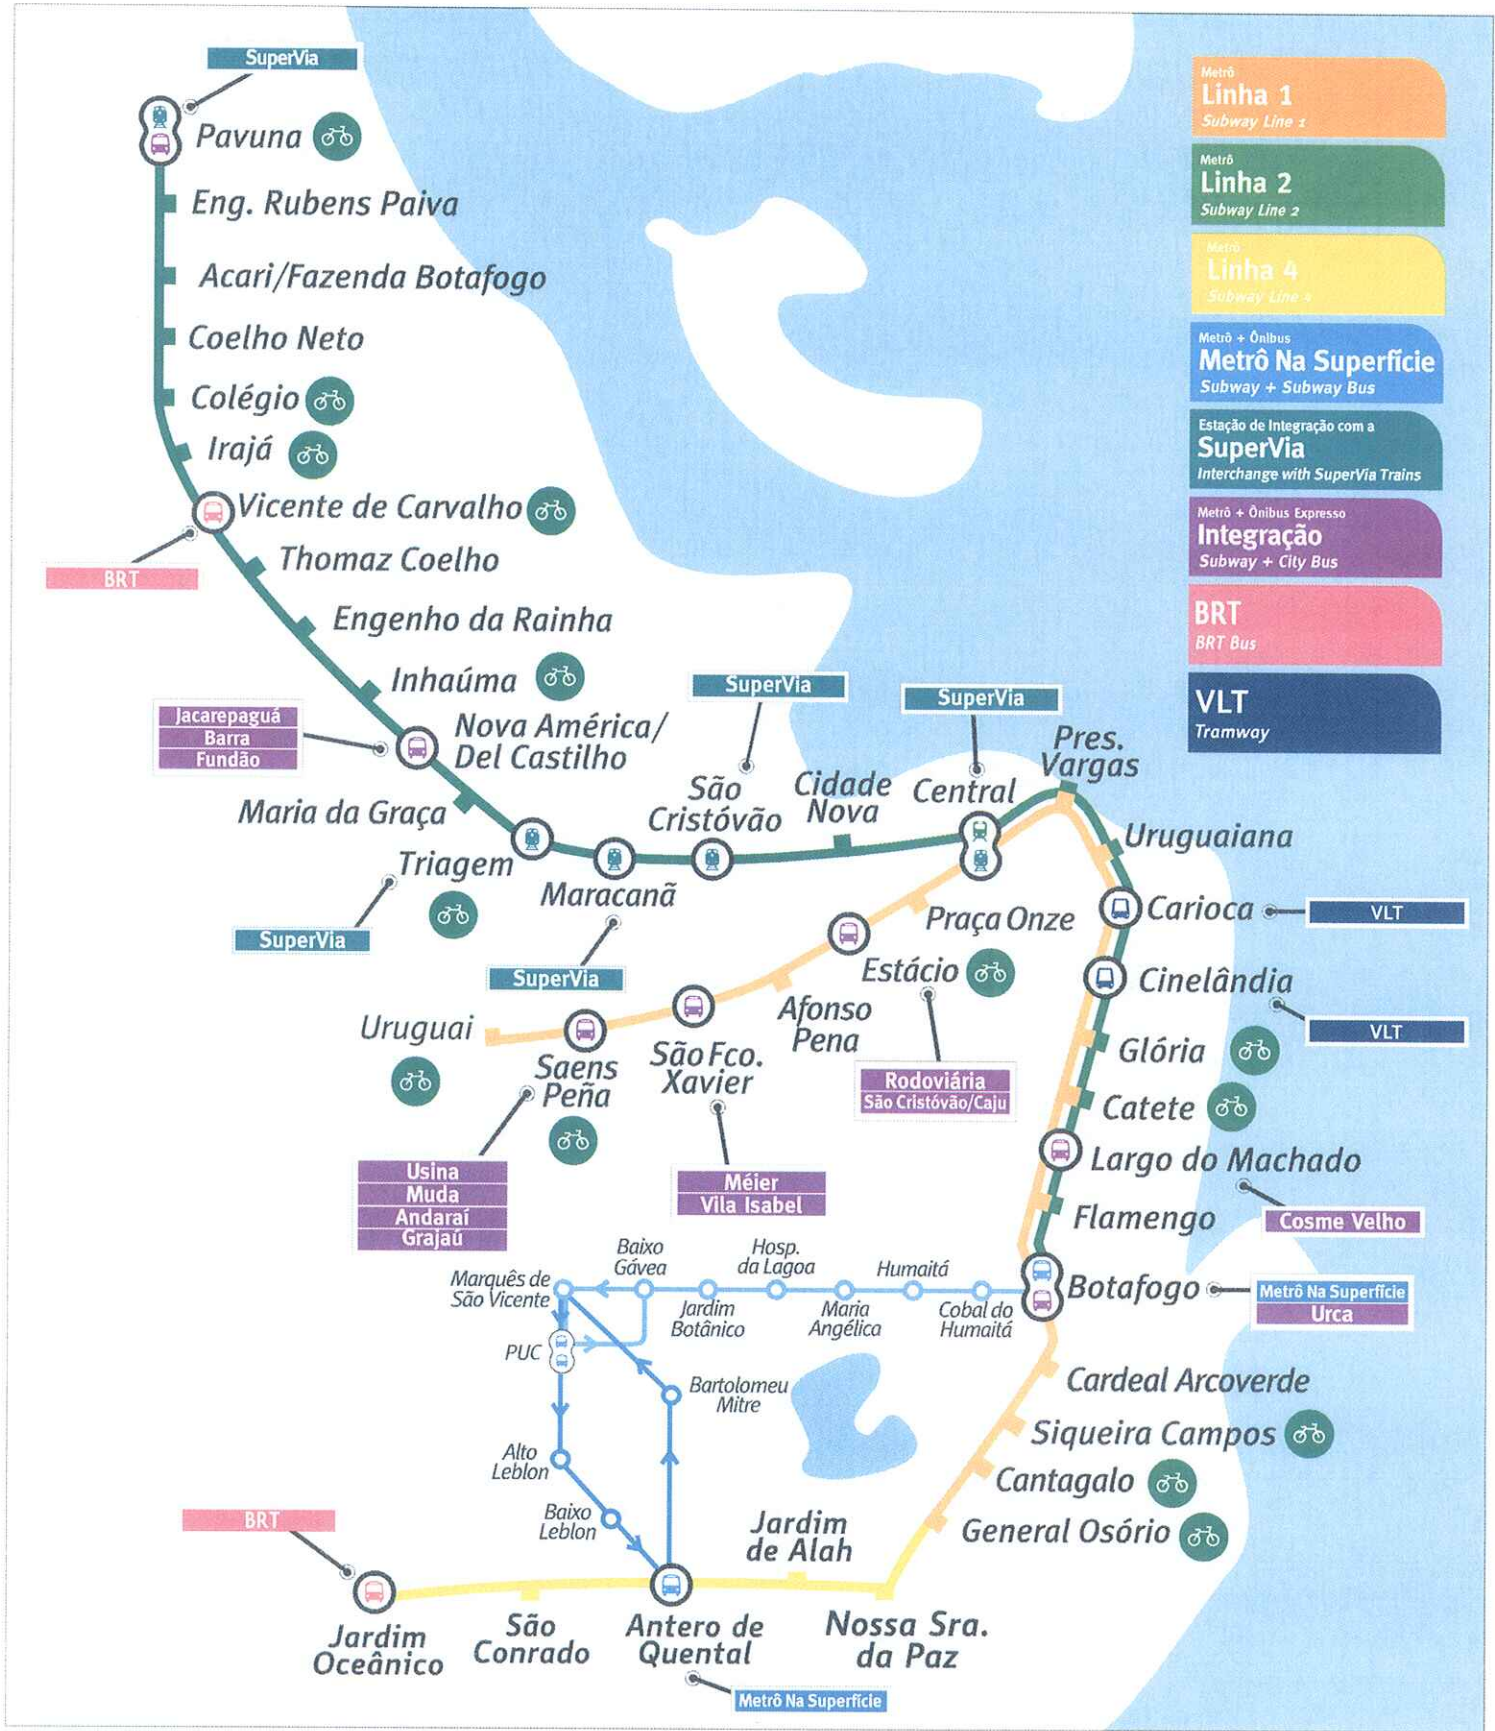 SuperVia
Pavuna
Eng. Rubens Paiva
Acari/Fazenda Botafogo
Coelho Neto
Colégio
Irajá
Vicente de Carvalho
BRT
Thomaz Coelho
Engenho da Rainha
Inhaúma
Jacarepaguá
Barra
Fundão
Nova América/
Del Castilho
Maria da Graça
Triagem
SuperVia
Maracanã
SuperVia
São
Cristóvão
SuperVia
Cidade
Nova
Central
SuperVia
Pres.
Vargas
Uruguaiana
Carioca
VLT
Cinelândia
VLT
Glória
Catete
Largo do Machado
Cosme Velho
Flamengo
Botafogo
Metrô Na Superfície
Urca
Praça Onze
Estácio
Rodoviária
São Cristóvão/Caju
Afonso
Pena
São Fco.
Xavier
Méier
Vila Isabel
Saens
Peña
Usina
Muda
Andaraí
Grajaú
Uruguai
Marquês de
São Vicente
Baixo
Gávea
Jardim
Botânico
Hosp.
da Lagoa
Maria
Angélica
Humaitá
Cobal do
Humaitá
PUC
Bartolomeu
Mitre
Alto
Leblon
Baixo
Leblon
Cardeal Arcoverde
Siqueira Campos
Cantagalo
General Osório
Nossa Sra.
da Paz
Jardim
de Alah
Antero de
Quental
Metrô Na Superfície
São
Conrado
Jardim
Oceânico
BRT
Metrô
Linha 1
Subway Line 1
Metrô
Linha 2
Subway Line 2
Metrô
Linha 4
Subway Line 4
Metrô + Ônibus
Metrô Na Superfície
Subway + Subway Bus
Estação de Integração com a
SuperVia
Interchange with SuperVia Trains
Metrô + Ônibus Expresso
Integração
Subway + City Bus
BRT
BRT Bus
VLT
Tramway